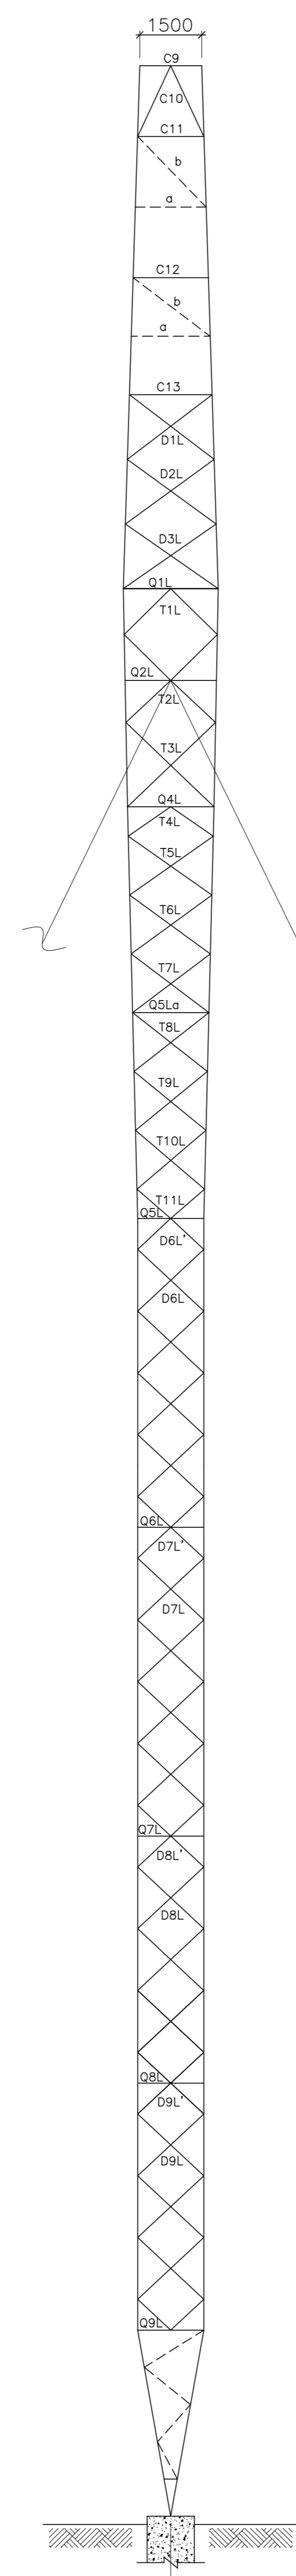 1500
C9
C10
C11
b
a
C12
b
a
C13
D1L
D2L
D3L
Q1L
T1L
Q2L
T2L
T3L
Q4L
T4L
T5L
T6L
T7L
Q5La
T8L
T9L
T10L
T11L
Q5L
D6L'
D6L
Q6L
D7L'
D7L
Q7L
D8L'
D8L
Q8L
D9L'
D9L
Q9L